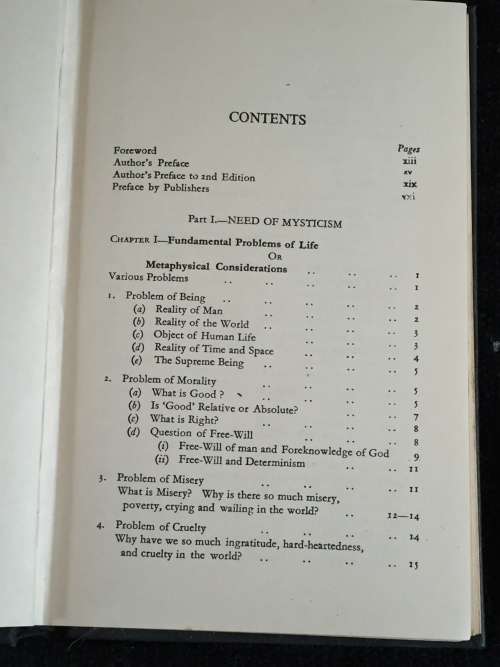 CONTENTS
Pages
Foreword .. xiii
Author's Preface xv
Author's Preface to 2nd Edition xix
Preface by Publishers xxi
Part I.—NEED OF MYSTICISM
CHAPTER I—Fundamental Problems of Life
OR
Metaphysical Considerations .. .. .. 1
Various Problems .. .. .. .. 1
1. Problem of Being .. .. .. .. 2
(a) Reality of Man .. .. .. 2
(b) Reality of the World .. .. .. 3
(c) Object of Human Life .. .. 3
(d) Reality of Time and Space .. .. 4
(e) The Supreme Being .. .. .. 5
2. Problem of Morality .. .. .. 5
(a) What is Good ? .. .. .. 5
(b) Is 'Good' Relative or Absolute? .. .. 7
(c) What is Right? .. .. .. 8
(d) Question of Free-Will .. .. .. 8
(i) Free-Will of man and Foreknowledge of God 9
(ii) Free-Will and Determinism .. .. 11
3. Problem of Misery .. .. .. .. 11
What is Misery? Why is there so much misery,
poverty, crying and wailing in the world? .. 12—14
4. Problem of Cruelty .. .. .. .. 14
Why have we so much ingratitude, hard-heartedness,
and cruelty in the world? .. .. .. .. 15